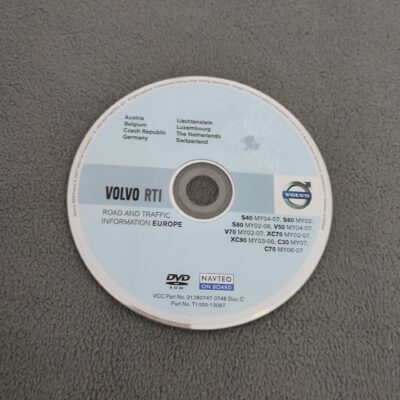 Austria
Belgium
Czech Republic
Germany
Liechtenstein
Luxembourg
The Netherlands
Switzerland
VOLVO RTI
VOLVO
ROAD AND TRAFFIC
INFORMATION EUROPE
S40 MY04-07, S60 MY02-
S80 MY02-06, V50 MY04-07,
V70 MY02-07, XC70 MY02-07,
XC90 MY03-06, C30 MY07,
C70 MY06-07
DVD
ROM
NAVTEQ
ON BOARD
VCC Part No. 31260747 0748 Disc C
Part No. T1000-13087